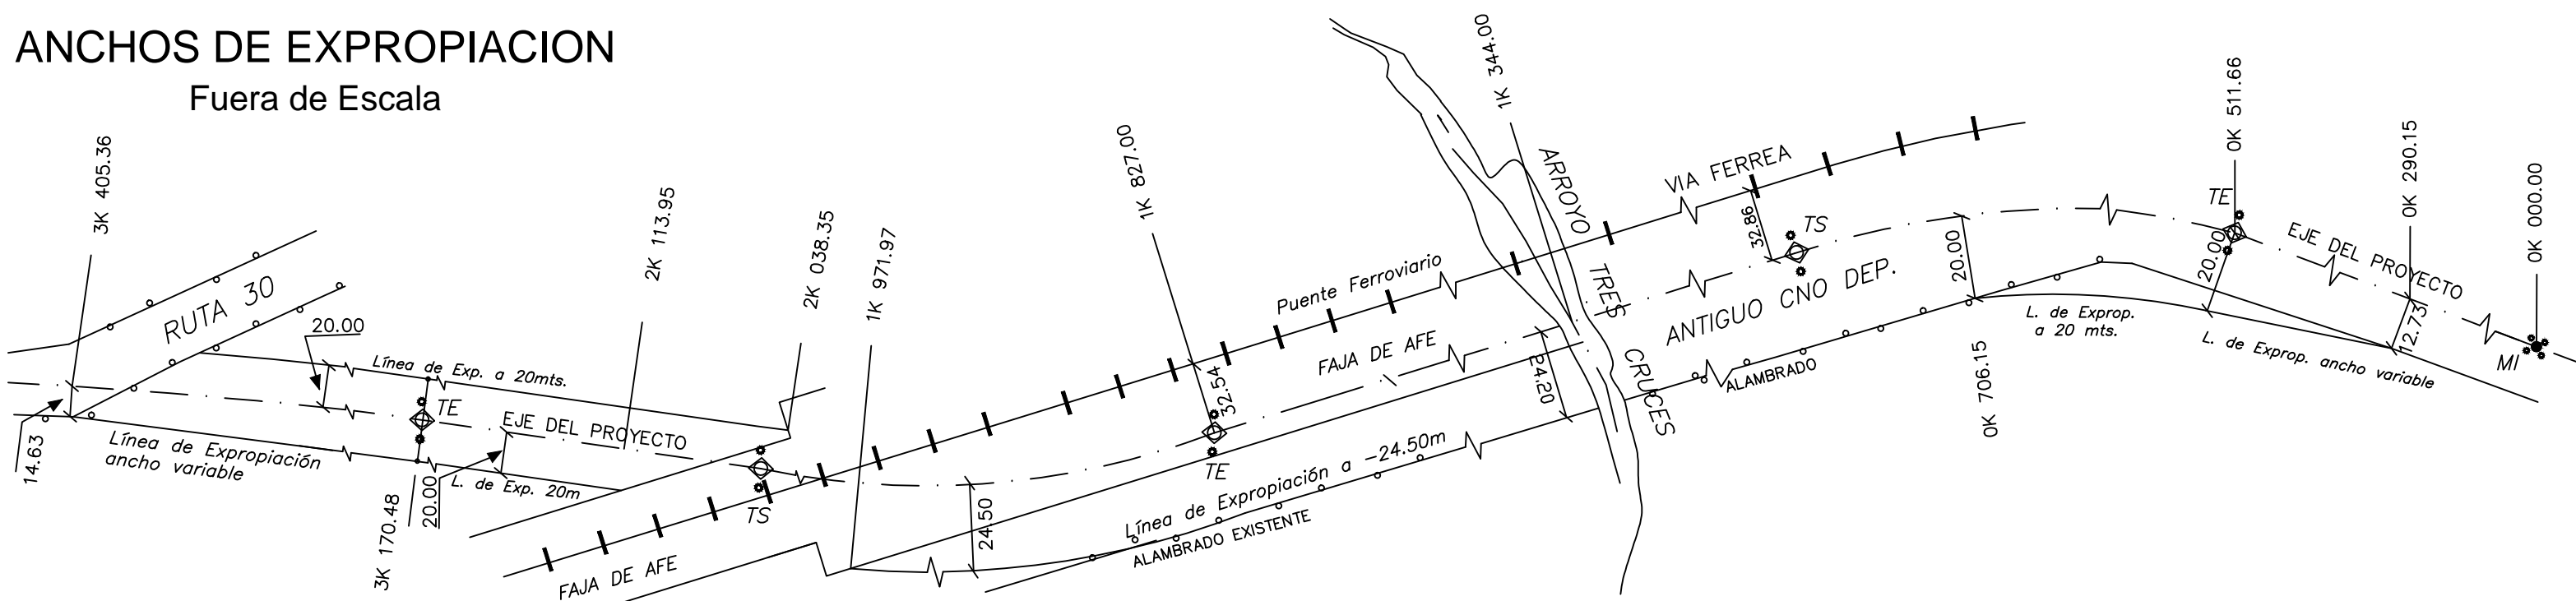 ANCHOS DE EXPROPIACION
Fuera de Escala
3K 405.36
RUTA 30
20.00
Línea de Exp. a 20mts.
TE
14.63
Línea de Expropiación
ancho variable
EJE DEL PROYECTO
L. de Exp. 20m
20.00
3K 170.48
2K 113.95
2K 038.35
1K 971.97
TS
FAJA DE AFE
24.50
1K 827.00
32.54
TE
Puente Ferroviario
FAJA DE AFE
Línea de Expropiación a -24.50m
ALAMBRADO EXISTENTE
24.20
1K 344.00
ARROYO
TRES
CRUCES
VIA FERREA
32.86
TS
ANTIGUO CNO DEP.
ALAMBRADO
20.00
0K 706.15
L. de Exprop.
a 20 mts.
0K 511.66
TE
20.00
EJE DEL PROYECTO
L. de Exprop. ancho variable
0K 290.15
12.73
0K 000.00
MI